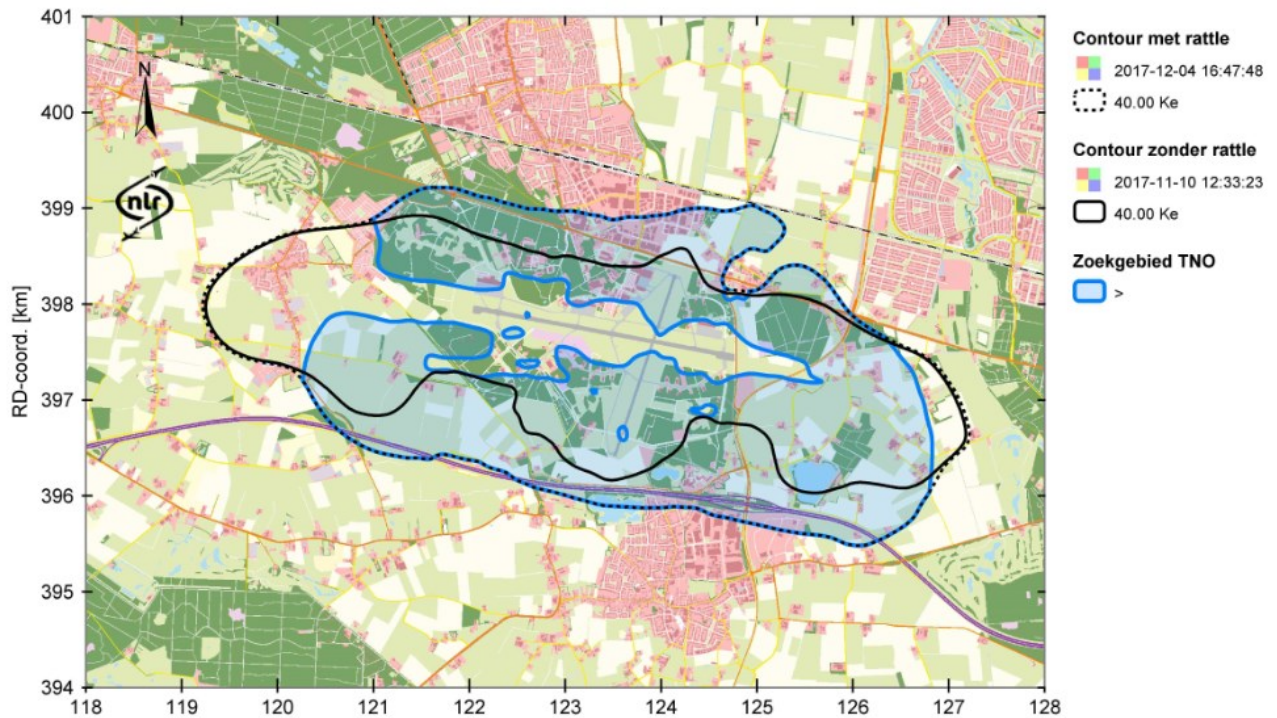 401
400
399
398
397
396
395
394
RD-coord. [km]
118 119 120 121 122 123 124 125 126 127 128
N
nlr
Contour met rattle
2017-12-04 16:47:48
40.00 Ke
Contour zonder rattle
2017-11-10 12:33:23
40.00 Ke
Zoekgebied TNO
>